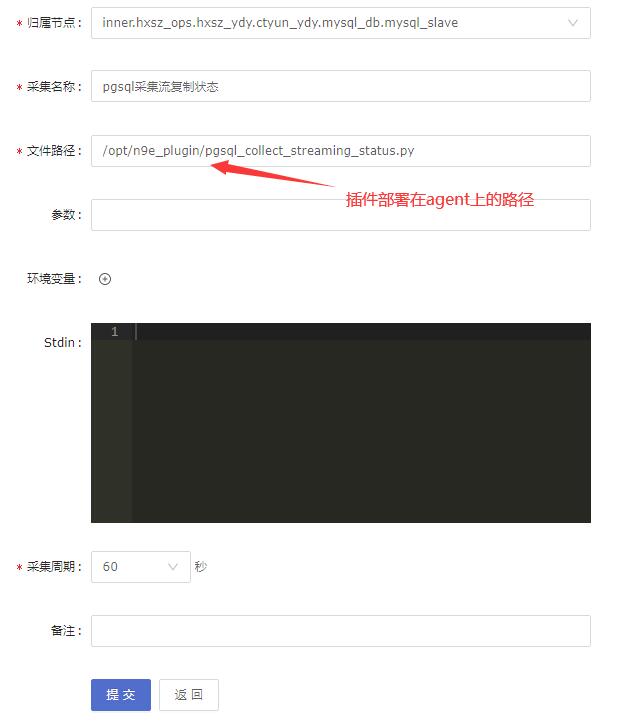 * 归属节点： inner.hxsz_ops.hxsz_ydy.ctyun_ydy.mysql_db.mysql_slave
* 采集名称： pgsql采集流复制状态
* 文件路径： /opt/n9e_plugin/pgsql_collect_streaming_status.py
插件部署在agent上的路径
参数：
环境变量：
Stdin： 1
* 采集周期： 60 秒
备注：
提 交 返 回